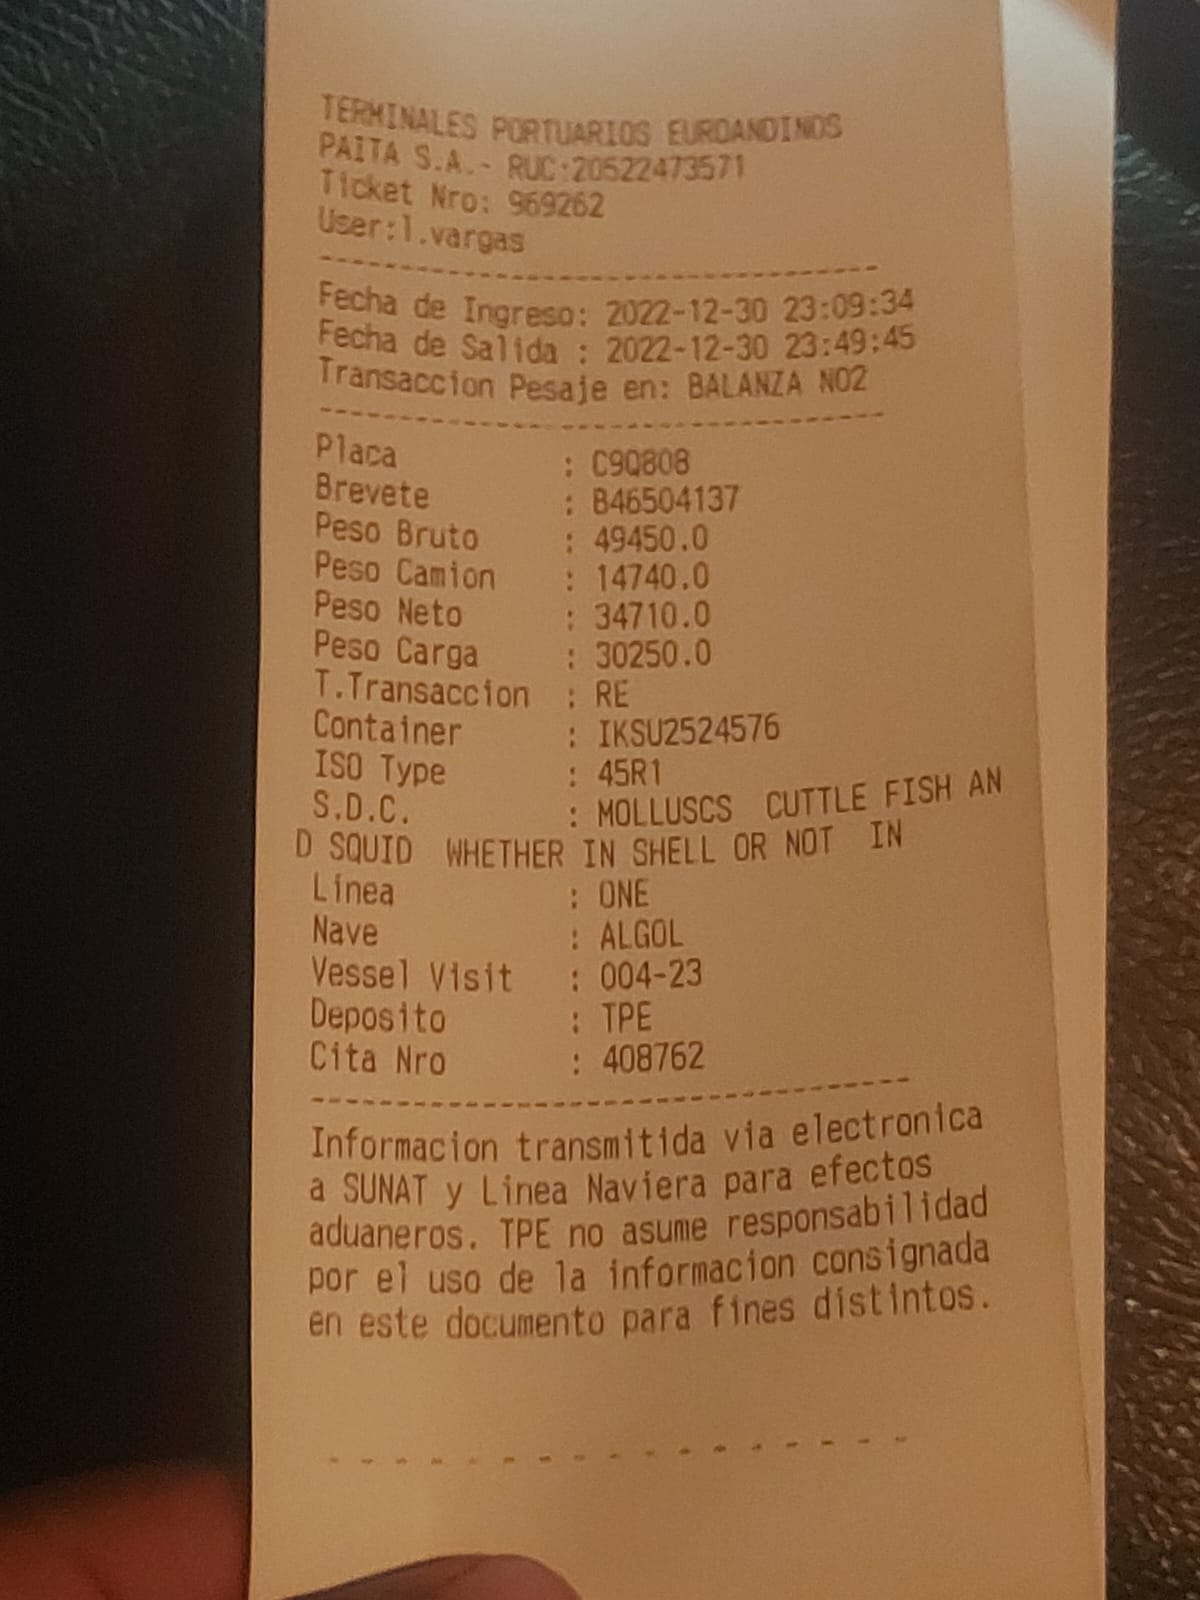 TERMINALES PORTUARIOS EUROANDINOS
PAITA S.A.- RUC:20522473571
Ticket Nro: 969262
User:l.vargas
---------------------------------
Fecha de Ingreso: 2022-12-30 23:09:34
Fecha de Salida : 2022-12-30 23:49:45
Transaccion Pesaje en: BALANZA NO2
---------------------------------
Placa : C9Q808
Brevete : B46504137
Peso Bruto : 49450.0
Peso Camion : 14740.0
Peso Neto : 34710.0
Peso Carga : 30250.0
T.Transaccion : RE
Container : IKSU2524576
ISO Type : 45R1
S.D.C. : MOLLUSCS CUTTLE FISH AN
D SQUID WHETHER IN SHELL OR NOT IN
Linea : ONE
Nave : ALGOL
Vessel Visit : 004-23
Deposito : TPE
Cita Nro : 408762
---------------------------------
Informacion transmitida via electronica
a SUNAT y Linea Naviera para efectos
aduaneros. TPE no asume responsabilidad
por el uso de la informacion consignada
en este documento para fines distintos.
- - - - - - - - - - - - - - - - -